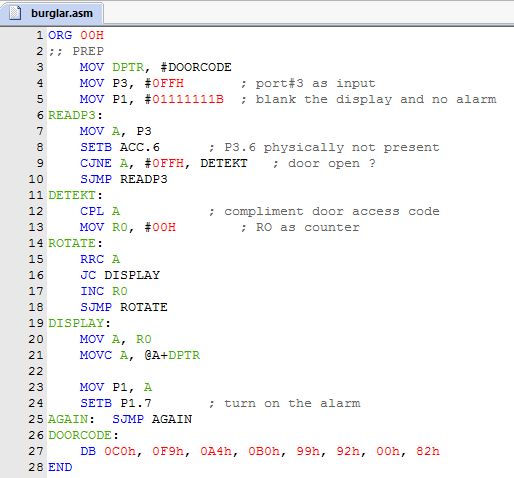 burglar.asm
1 ORG 00H
2 ;; PREP
3 MOV DPTR, #DOORCODE
4 MOV P3, #0FFH ; port#3 as input
5 MOV P1, #01111111B ; blank the display and no alarm
6 READP3:
7 MOV A, P3
8 SETB ACC.6 ; P3.6 physically not present
9 CJNE A, #0FFH, DETEKT ; door open ?
10 SJMP READP3
11 DETEKT:
12 CPL A ; compliment door access code
13 MOV R0, #00H ; RO as counter
14 ROTATE:
15 RRC A
16 JC DISPLAY
17 INC R0
18 SJMP ROTATE
19 DISPLAY:
20 MOV A, R0
21 MOVC A, @A+DPTR
22
23 MOV P1, A
24 SETB P1.7 ; turn on the alarm
25 AGAIN: SJMP AGAIN
26 DOORCODE:
27 DB 0C0h, 0F9h, 0A4h, 0B0h, 99h, 92h, 00h, 82h
28 END